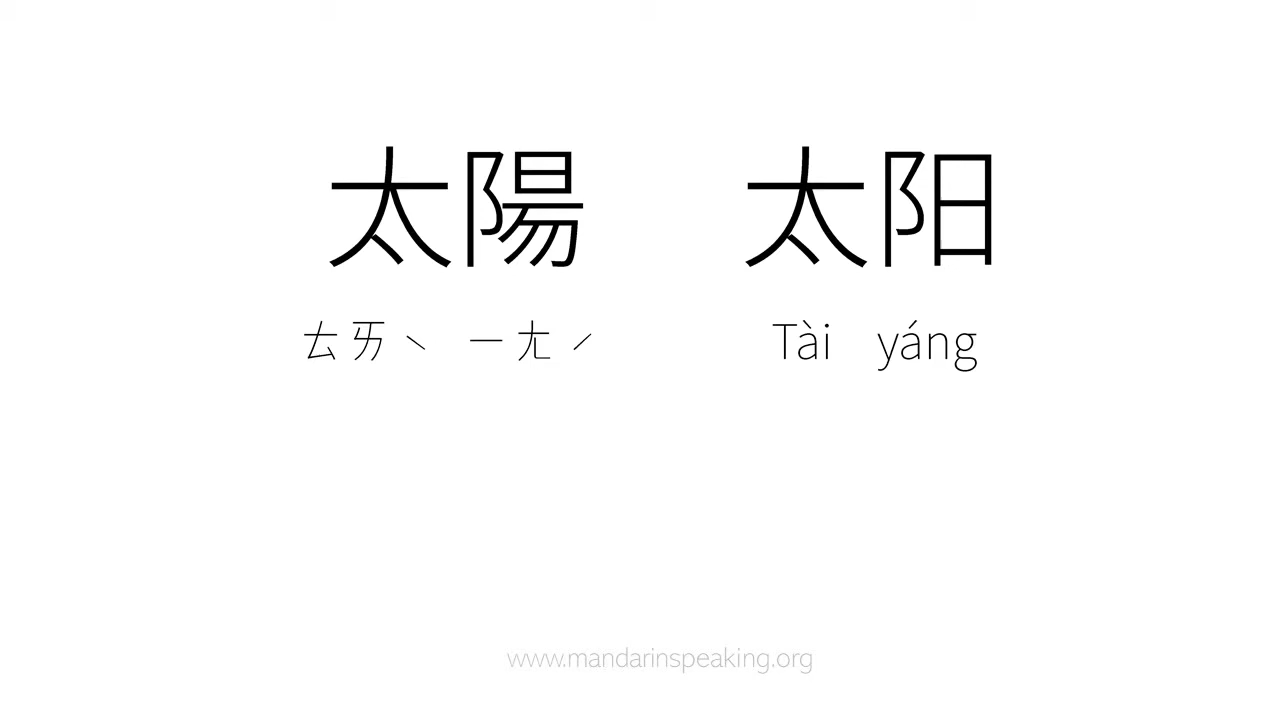 太陽 太阳
ㄊㄞˋ ㄧㄤˊ Tài yáng
www.mandarinspeaking.org